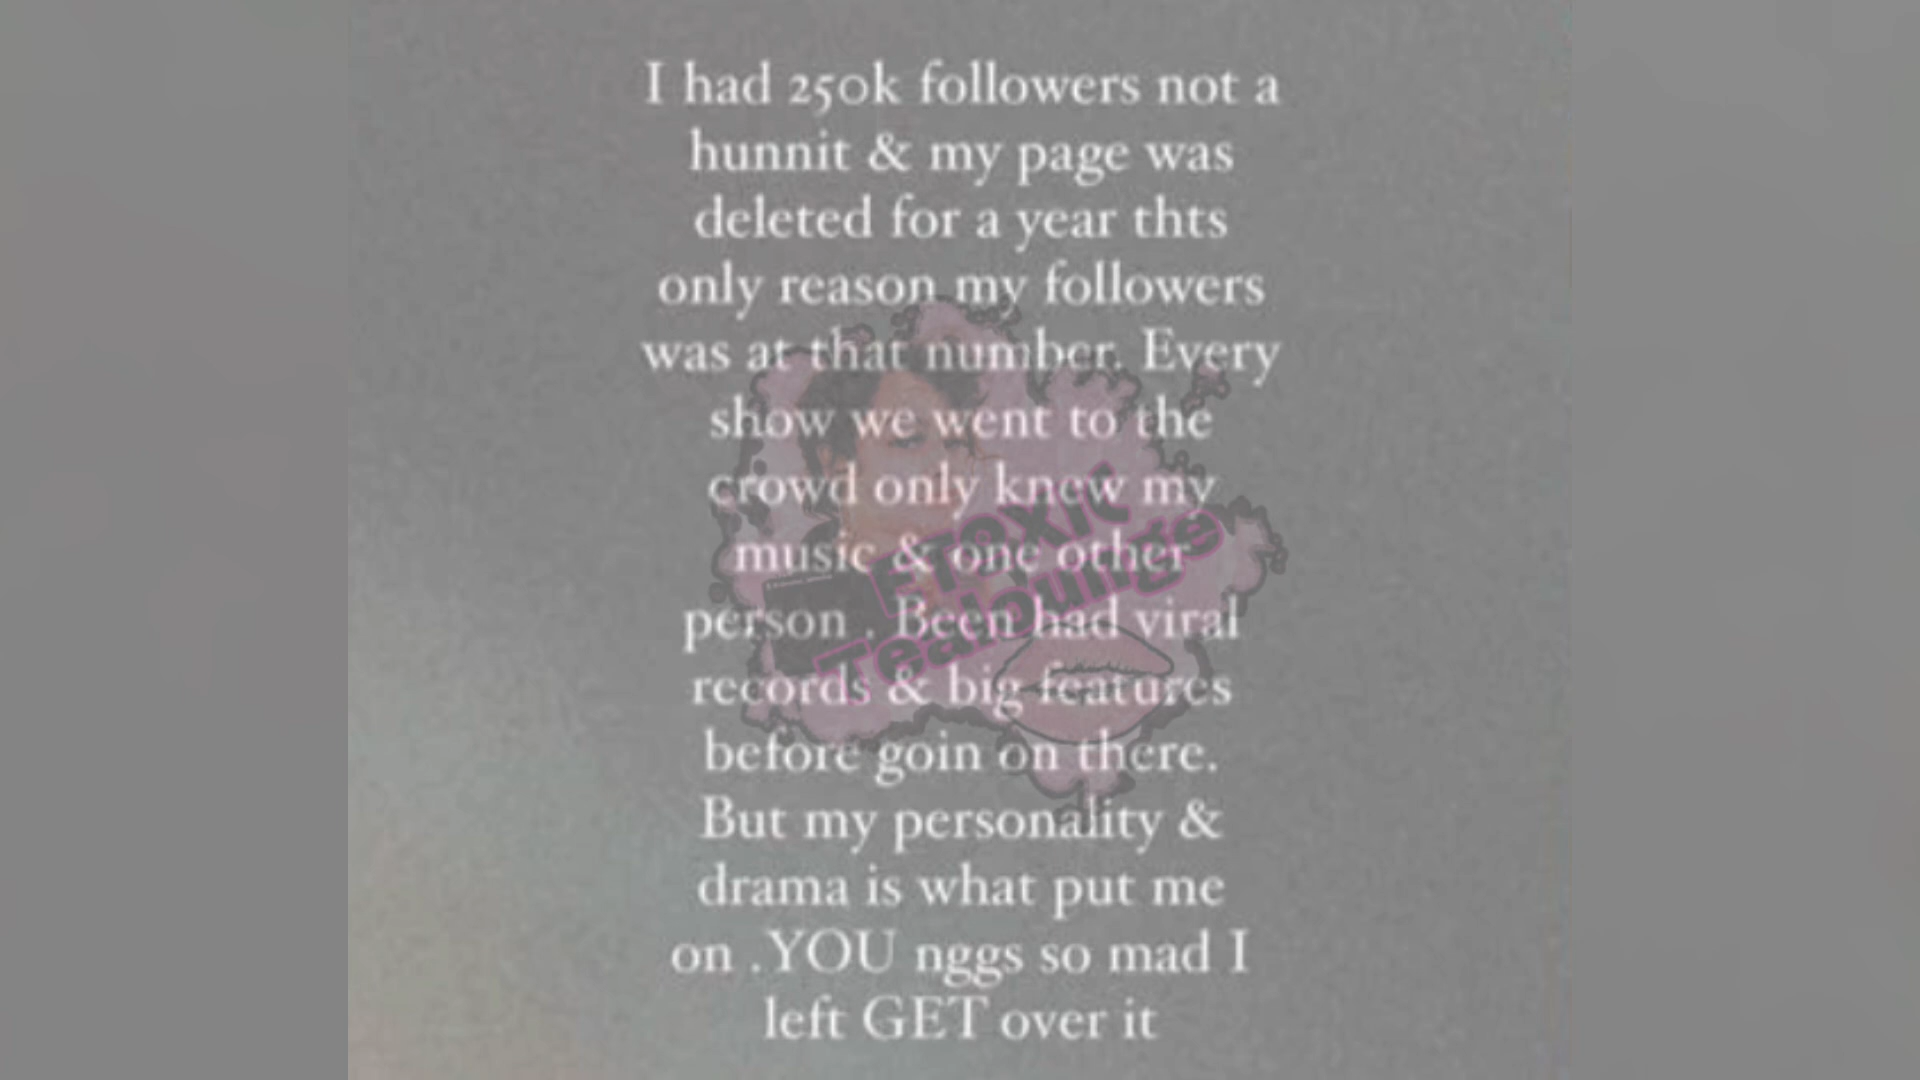 I had 250k followers not a
hunnit & my page was
deleted for a year thts
only reason my followers
was at that number. Every
show we went to the
crowd only knew my
music & one other
person . Been had viral
records & big features
before goin on there.
But my personality &
drama is what put me
on .YOU nggs so mad I
left GET over it
FTOXIC
Tealounge